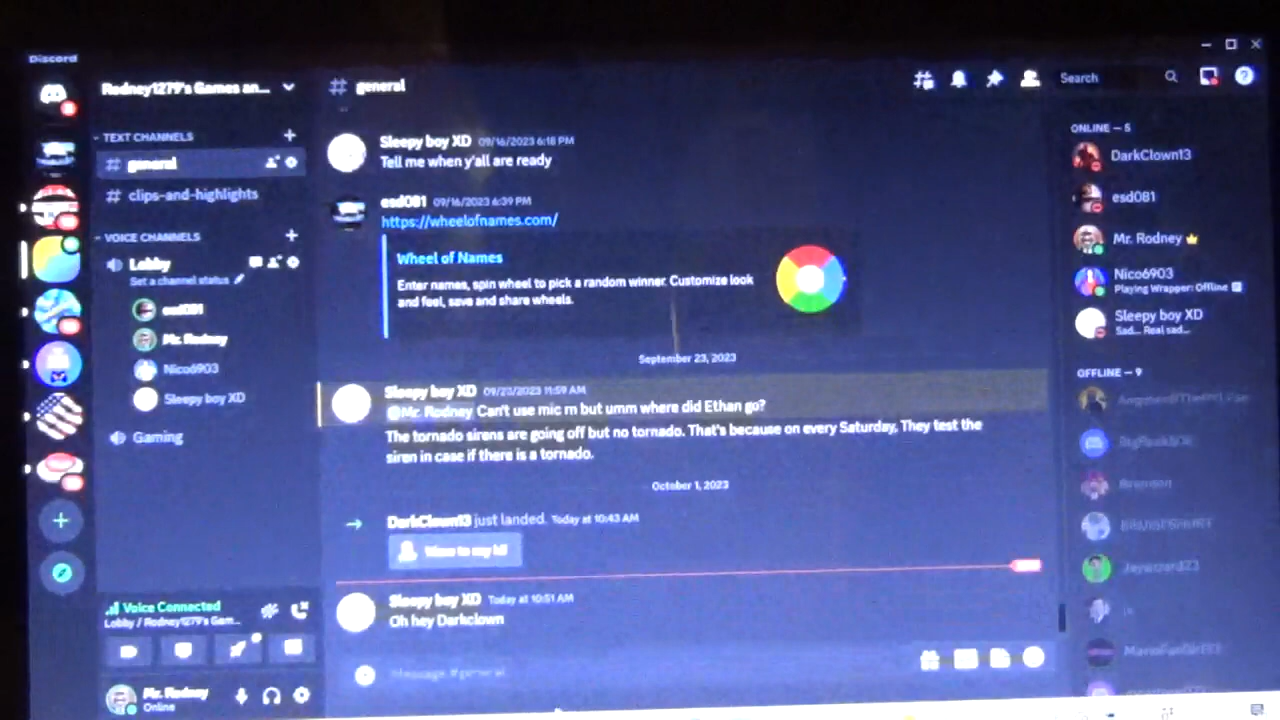 Discord
Rodney1279's Games an...
# general
Search
TEXT CHANNELS
# general
# clips-and-highlights
VOICE CHANNELS
Lobby
Set a channel status
esd081
Mr. Rodney
Nico6903
Sleepy boy XD
Gaming
Voice Connected
Lobby / Rodney1279's Gam...
Mr. Rodney
Online
Sleepy boy XD 09/16/2023 6:18 PM
Tell me when y'all are ready
esd081 09/16/2023 6:39 PM
https://wheelofnames.com/
Wheel of Names
Enter names, spin wheel to pick a random winner. Customize look
and feel, save and share wheels.
September 23, 2023
Sleepy boy XD 09/23/2023 11:59 AM
@Mr. Rodney Can't use mic m but umm where did Ethan go?
The tornado sirens are going off but no tornado. That's because on every Saturday, They test the
siren in case if there is a tornado.
October 1, 2023
DarkClown13 just landed. Today at 10:43 AM
Sleepy boy XD Today at 10:51 AM
Oh hey Darkclown
Message #general
ONLINE — 5
DarkClown13
esd081
Mr. Rodney
Nico6903
Playing Wrapper: Offline
Sleepy boy XD
Sad... Real sad...
OFFLINE — 9
Brennon